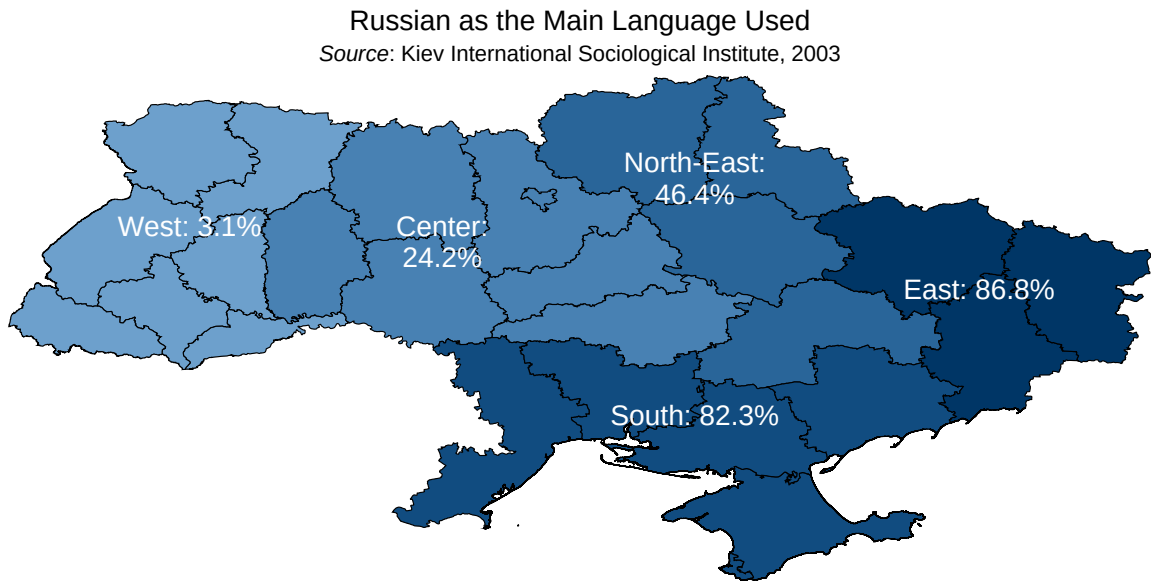 Russian as the Main Language Used
Source: Kiev International Sociological Institute, 2003
North-East:
46.4%
West: 3.1%
Center:
24.2%
East: 86.8%
South: 82.3%